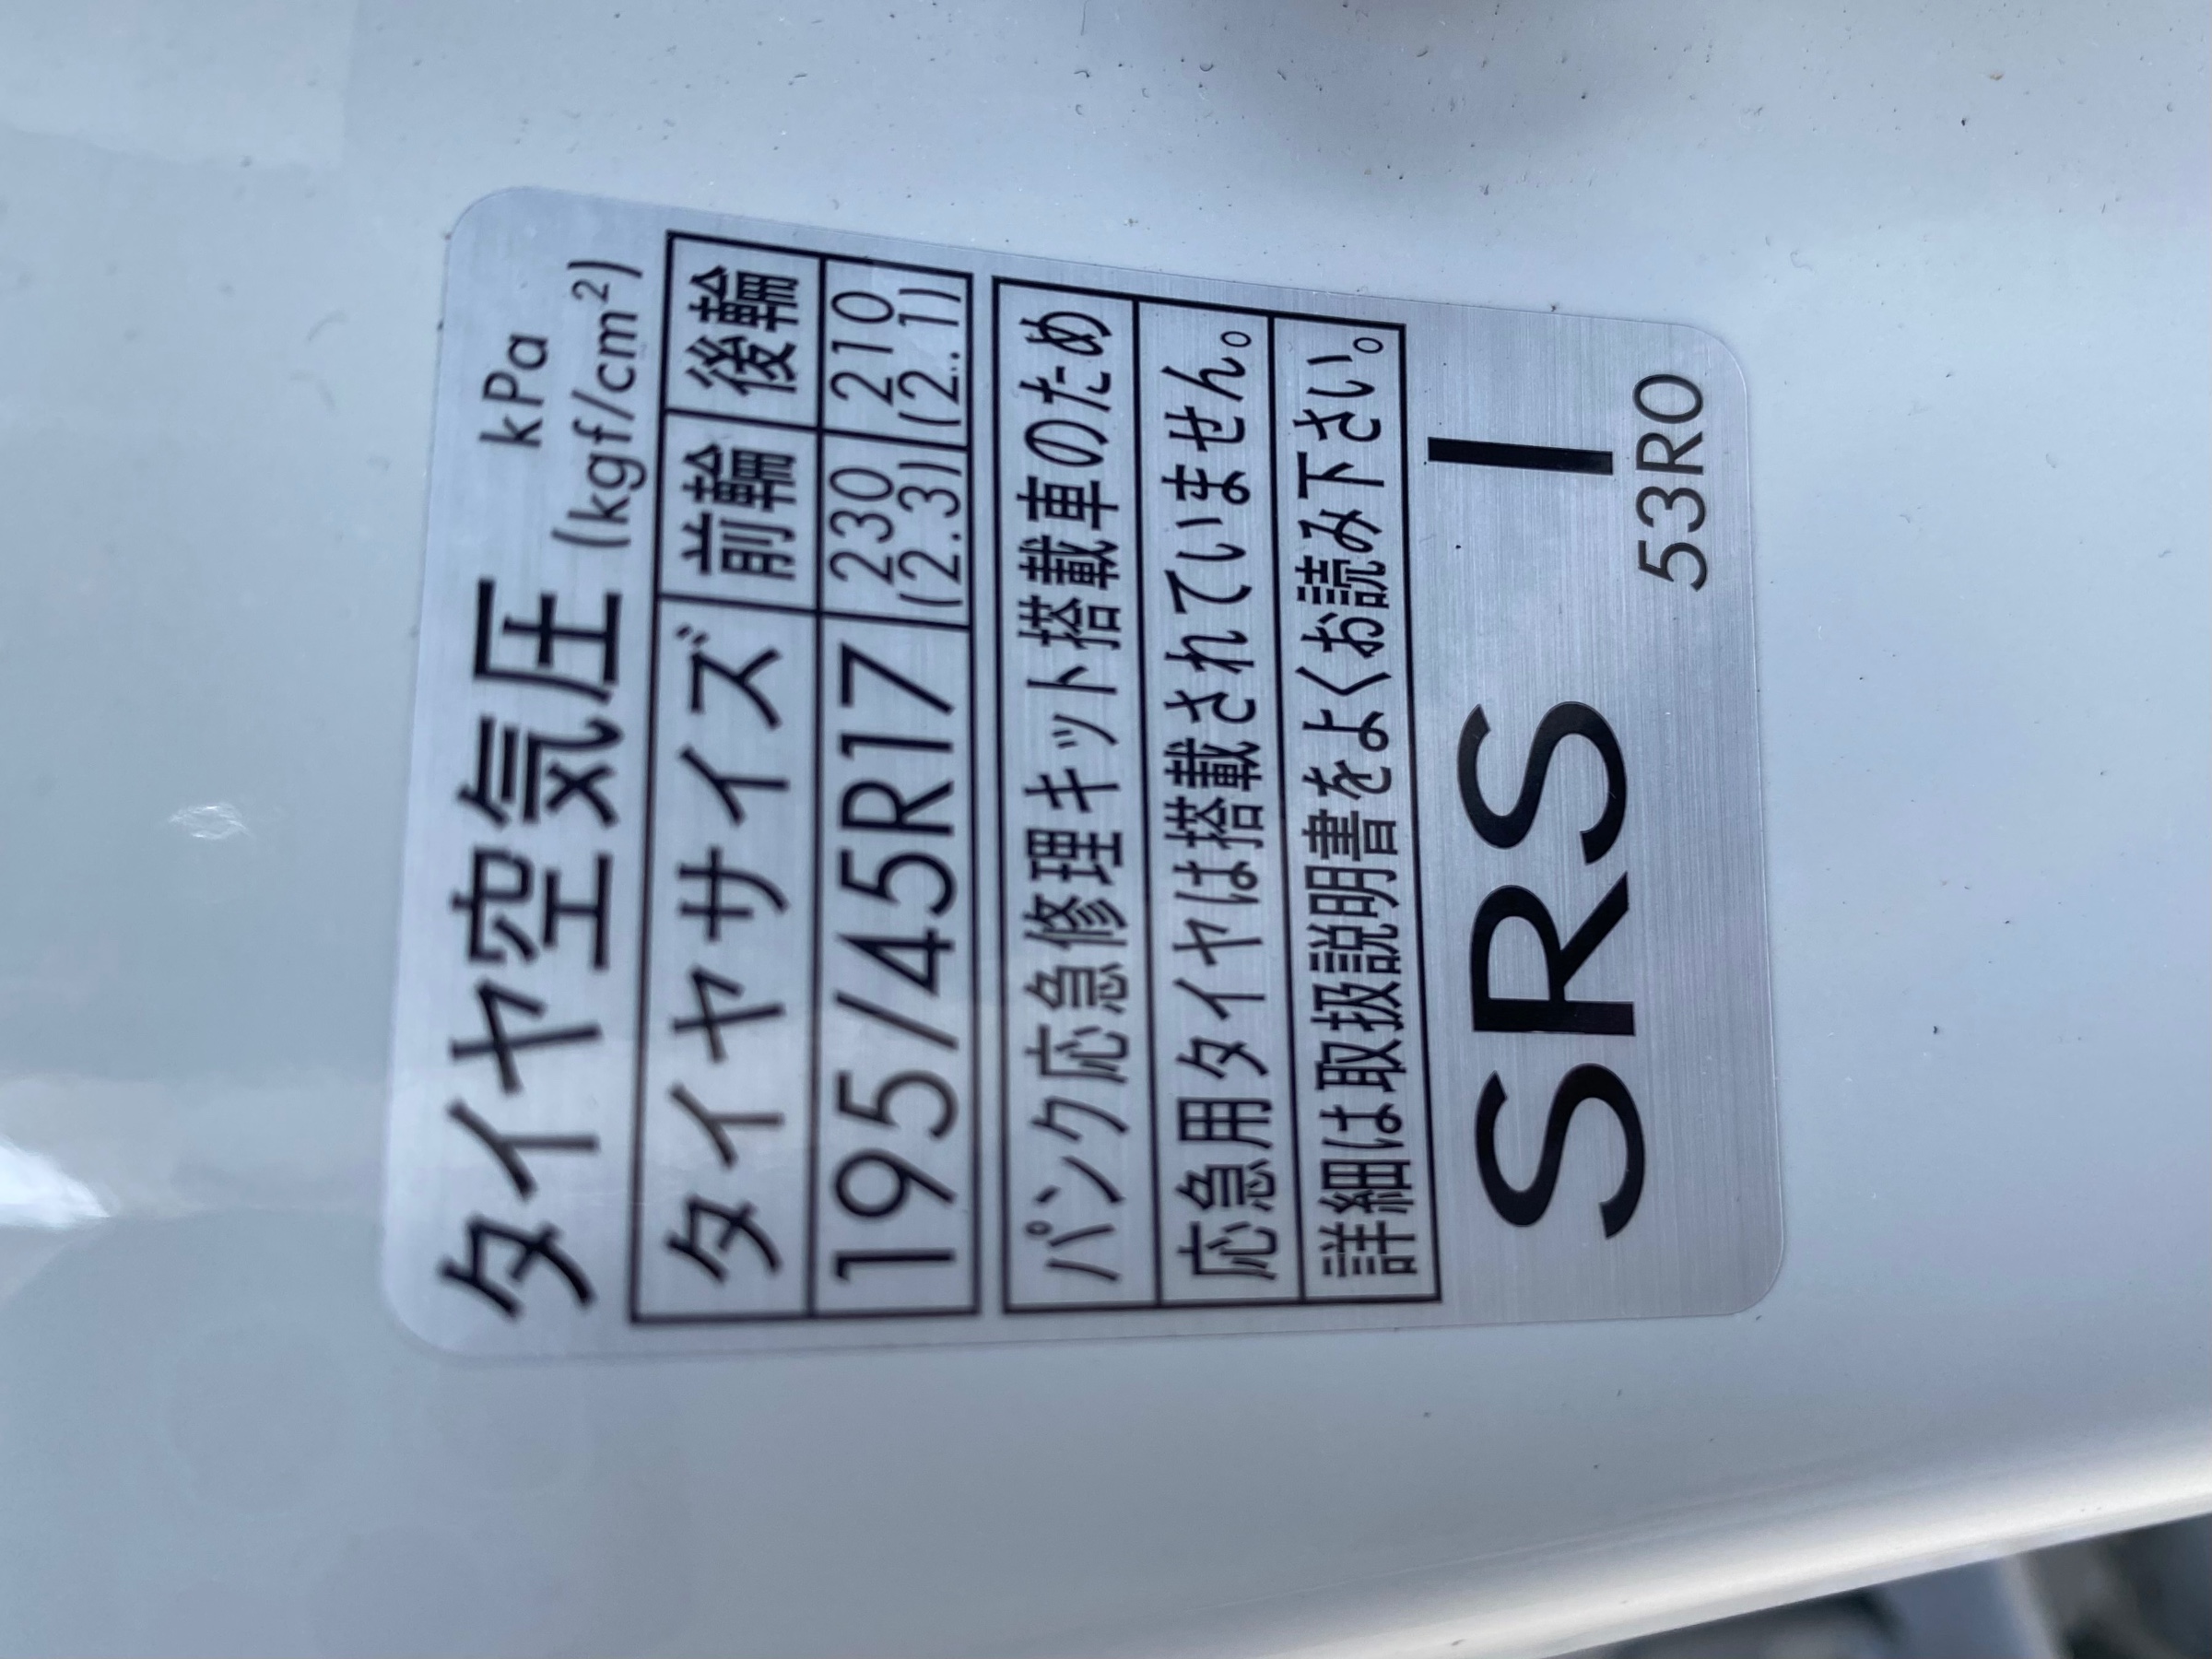 タイヤ空気圧 kPa
(kgf/cm²)
タイヤサイズ 前輪 後輪
195/45R17 230 210
(2.3) (2.1)
パンク応急修理キット搭載車のため
応急用タイヤは搭載されていません。
詳細は取扱説明書をよくお読み下さい。
SRS I
53R0